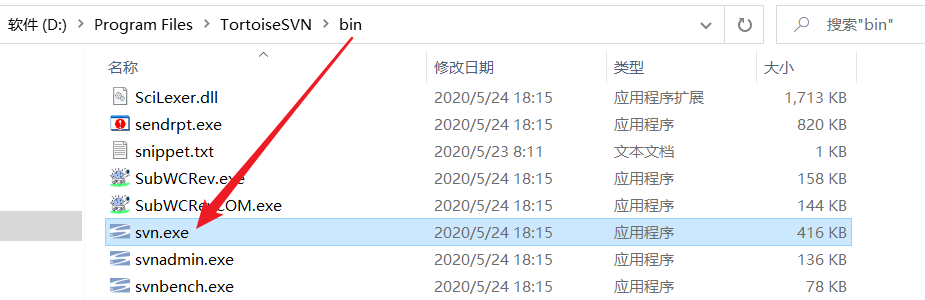 软件 (D:) > Program Files > TortoiseSVN > bin 搜索"bin"
名称 修改日期 类型 大小
SciLexer.dll 2020/5/24 18:15 应用程序扩展 1,713 KB
sendrpt.exe 2020/5/24 18:15 应用程序 820 KB
snippet.txt 2020/5/23 8:11 文本文档 1 KB
SubWCRev.exe 2020/5/24 18:15 应用程序 158 KB
SubWCRevCOM.exe 2020/5/24 18:15 应用程序 144 KB
svn.exe 2020/5/24 18:15 应用程序 416 KB
svnadmin.exe 2020/5/24 18:15 应用程序 136 KB
svnbench.exe 2020/5/24 18:15 应用程序 78 KB